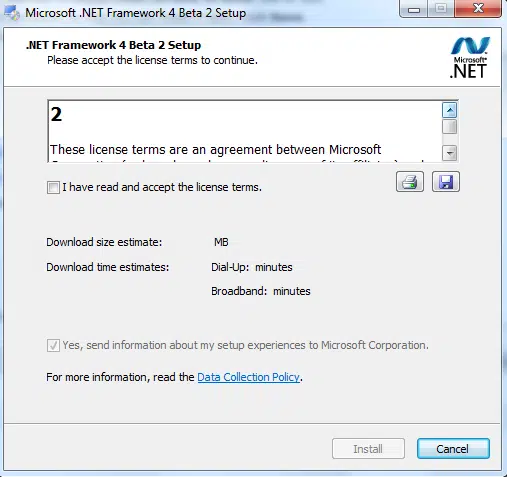 Microsoft .NET Framework 4 Beta 2 Setup
.NET Framework 4 Beta 2 Setup
Please accept the license terms to continue.
Microsoft®
.NET
2
These license terms are an agreement between Microsoft
I have read and accept the license terms.
Download size estimate: MB
Download time estimates: Dial-Up: minutes
Broadband: minutes
Yes, send information about my setup experiences to Microsoft Corporation.
For more information, read the Data Collection Policy.
Install Cancel